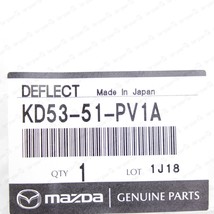 DEFLECT Made in Japan
KD53-51-PV1A
QTY 1 LOT 1J18
mazda GENUINE PARTS